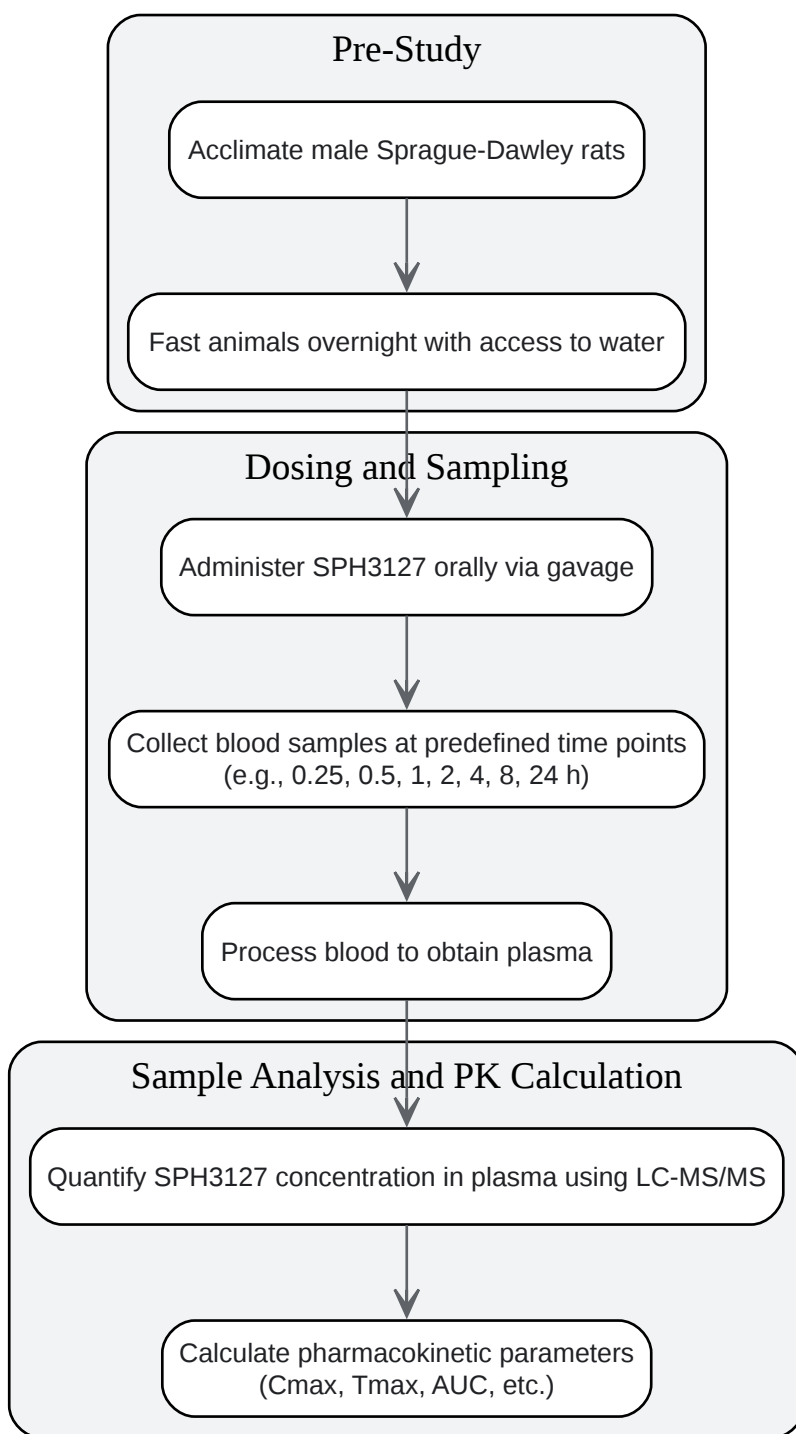 Pre-Study
Acclimate male Sprague-Dawley rats
Fast animals overnight with access to water
Dosing and Sampling
Administer SPH3127 orally via gavage
Collect blood samples at predefined time points
(e.g., 0.25, 0.5, 1, 2, 4, 8, 24 h)
Process blood to obtain plasma
Sample Analysis and PK Calculation
Quantify SPH3127 concentration in plasma using LC-MS/MS
Calculate pharmacokinetic parameters
(Cmax, Tmax, AUC, etc.)